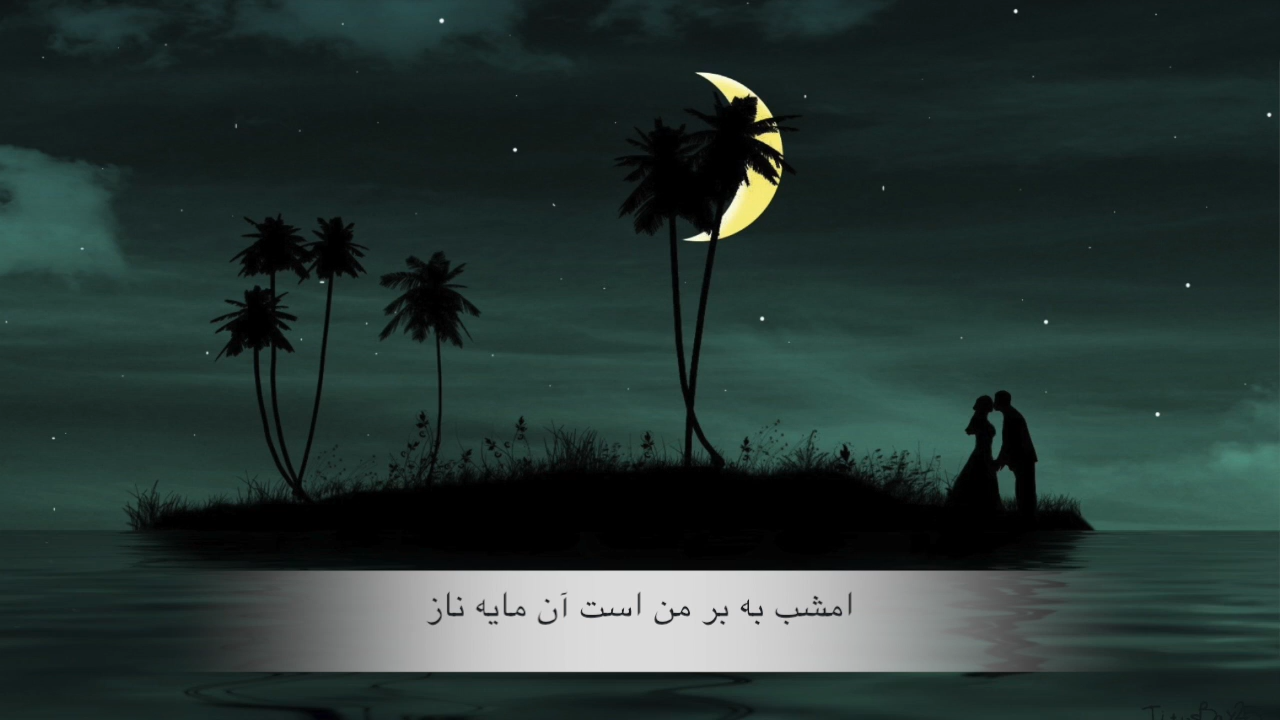 امشب به بر من است آن مایه ناز